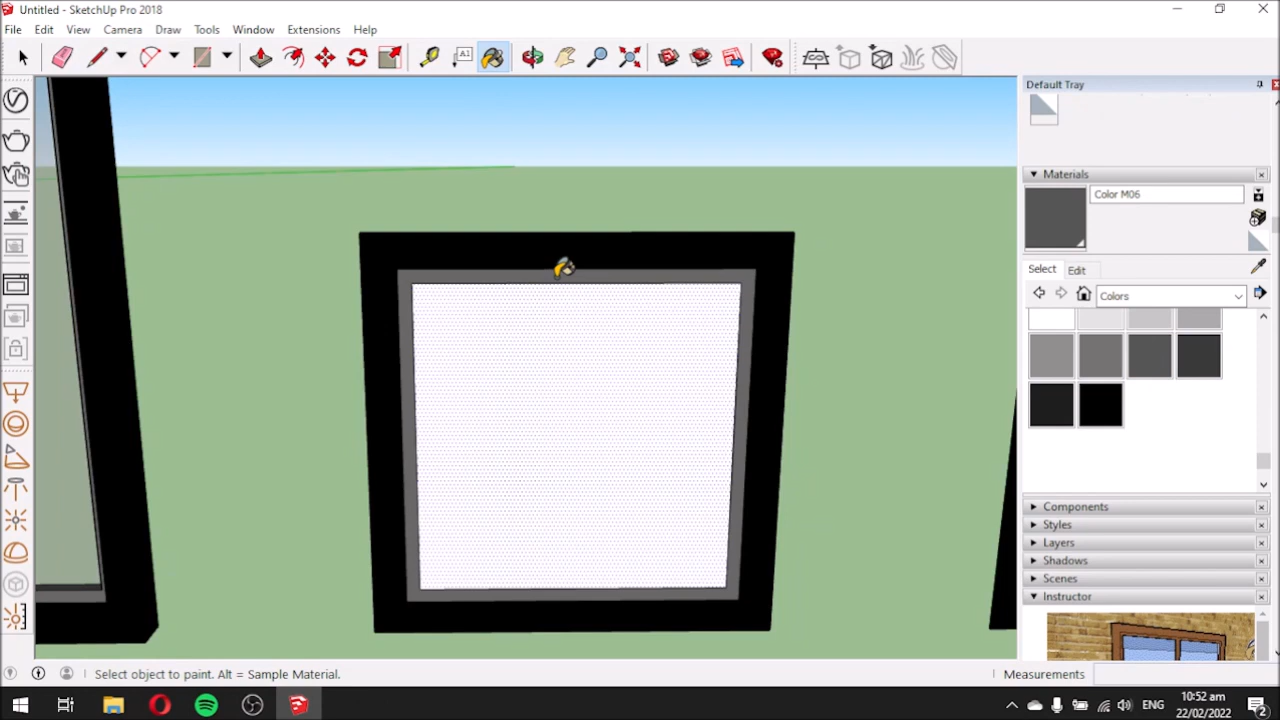 Untitled - SketchUp Pro 2018
File Edit View Camera Draw Tools Window Extensions Help
A1
Default Tray
Materials
Color M06
Select Edit
Colors
Components
Styles
Layers
Shadows
Scenes
Instructor
Select object to paint. Alt = Sample Material.
Measurements
ENG
10:52 am
22/02/2022
2